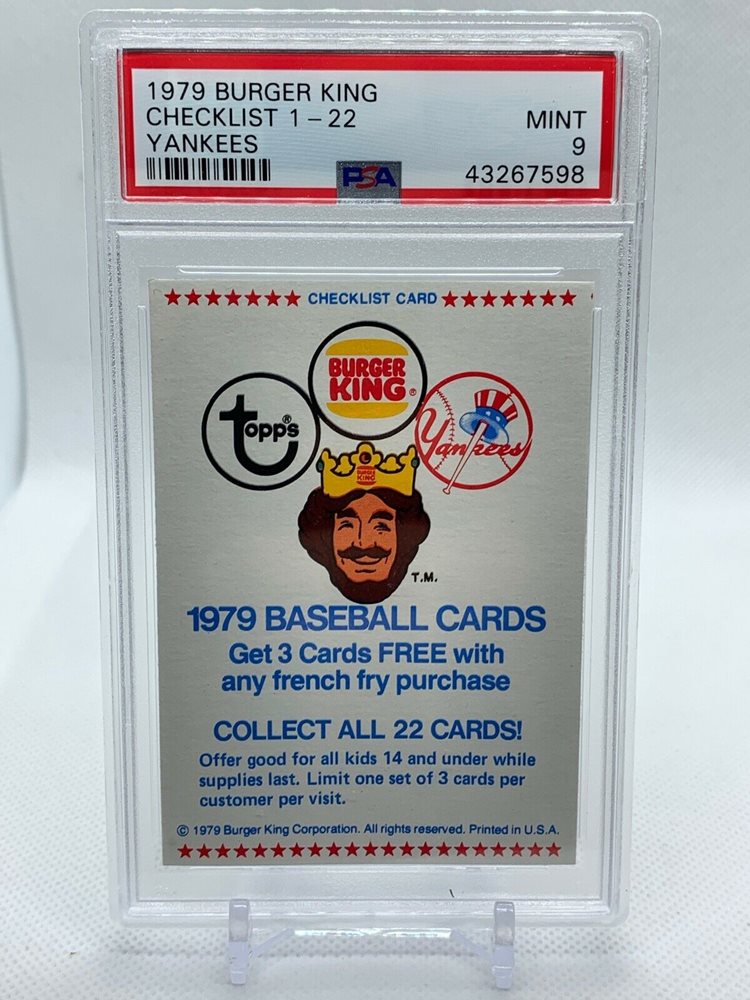 1979 BURGER KING
CHECKLIST 1-22
MINT
YANKEES
9
PSA
43267598
CHECKLIST CARD
BURGER
KING®
topps®
Yankees
BURGER
KING
T.M.
1979 BASEBALL CARDS
Get 3 Cards FREE with
any french fry purchase
COLLECT ALL 22 CARDS!
Offer good for all kids 14 and under while
supplies last. Limit one set of 3 cards per
customer per visit.
© 1979 Burger King Corporation. All rights reserved. Printed in U.S.A.